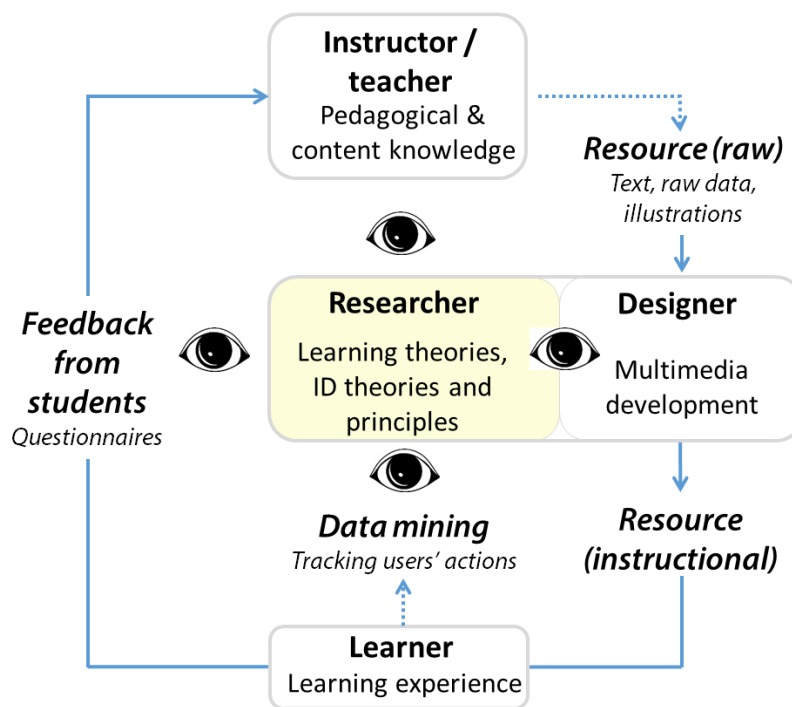 Instructor /
teacher
Pedagogical &
content knowledge
Resource (raw)
Text, raw data,
illustrations
Researcher
Learning theories,
ID theories and
principles
Designer
Multimedia
development
Feedback
from
students
Questionnaires
Data mining
Tracking users’ actions
Resource
(instructional)
Learner
Learning experience